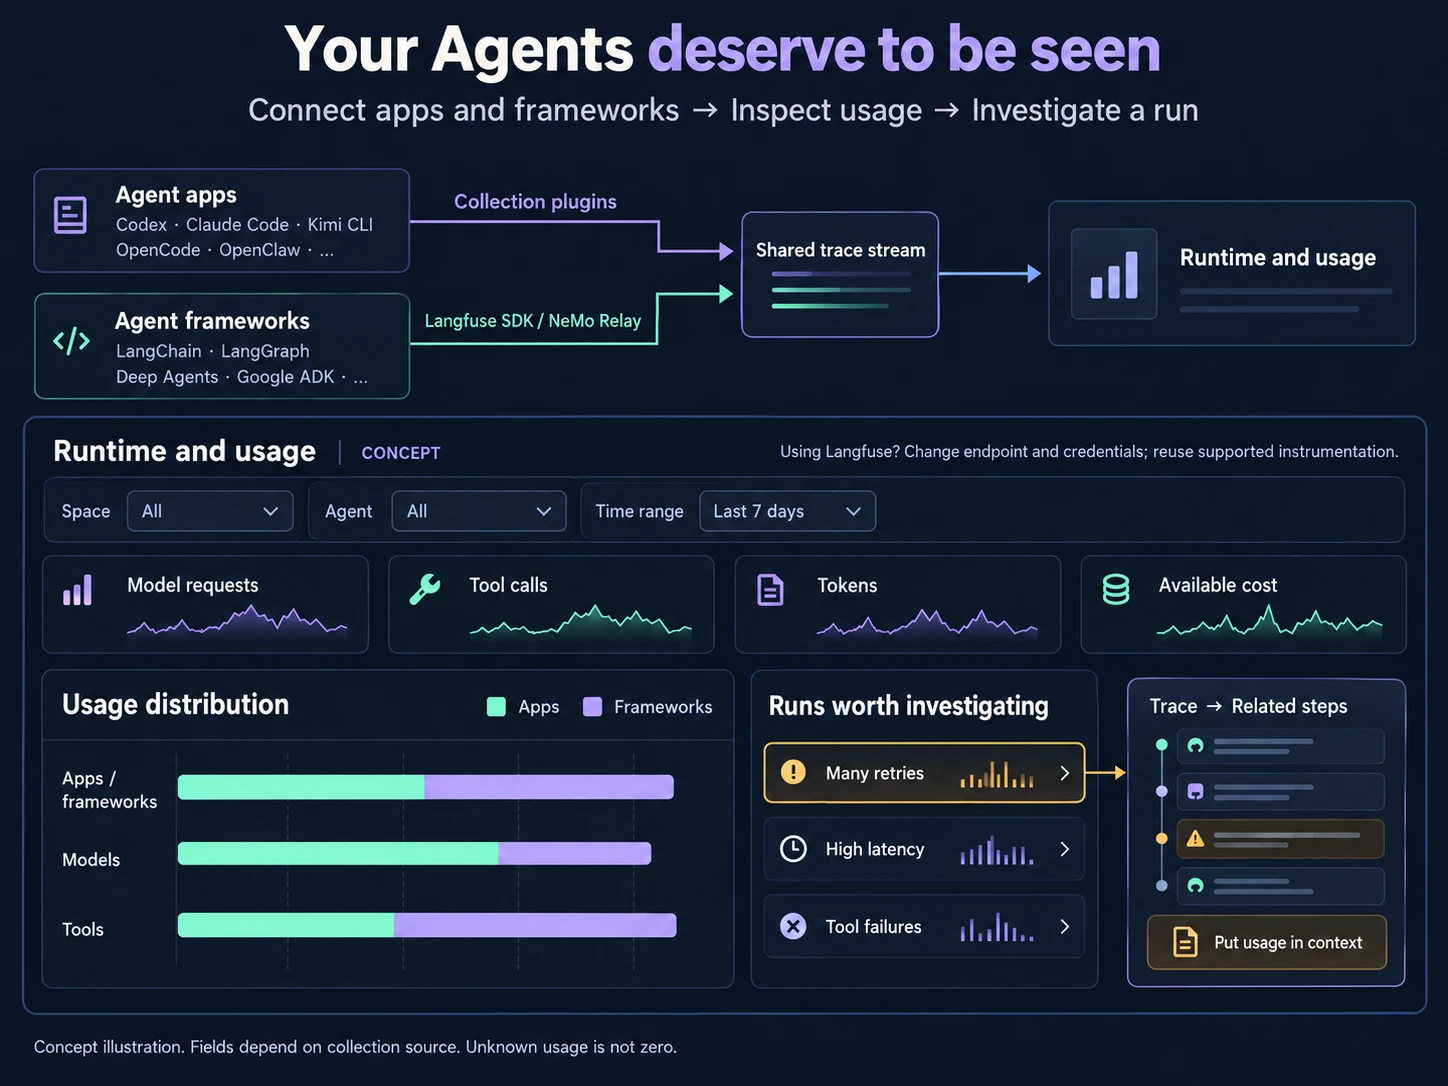 Your Agents deserve to be seen
Connect apps and frameworks → Inspect usage → Investigate a run
Agent apps
Codex · Claude Code · Kimi CLI
OpenCode · OpenClaw · ...
Collection plugins
Agent frameworks
LangChain · LangGraph
Deep Agents · Google ADK · ...
Langfuse SDK / NeMo Relay
Shared trace stream
Runtime and usage
Runtime and usage
CONCEPT
Using Langfuse? Change endpoint and credentials; reuse supported instrumentation.
Space
All
Agent
All
Time range
Last 7 days
Model requests
Tool calls
Tokens
Available cost
Usage distribution
Apps
Frameworks
Apps /
frameworks
Models
Tools
Runs worth investigating
Many retries
High latency
Tool failures
Trace → Related steps
Put usage in context
Concept illustration. Fields depend on collection source. Unknown usage is not zero.